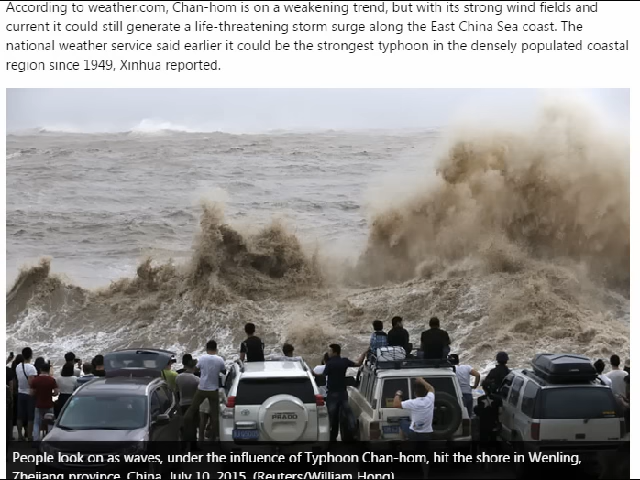 According to weather.com, Chan-hom is on a weakening trend, but with its strong wind fields and
current it could still generate a life-threatening storm surge along the East China Sea coast. The
national weather service said earlier it could be the strongest typhoon in the densely populated coastal
region since 1949, Xinhua reported.
PRADO
People look on as waves, under the influence of Typhoon Chan-hom, hit the shore in Wenling,
Zhejiang province, China, July 10, 2015. (Reuters/William Hong)